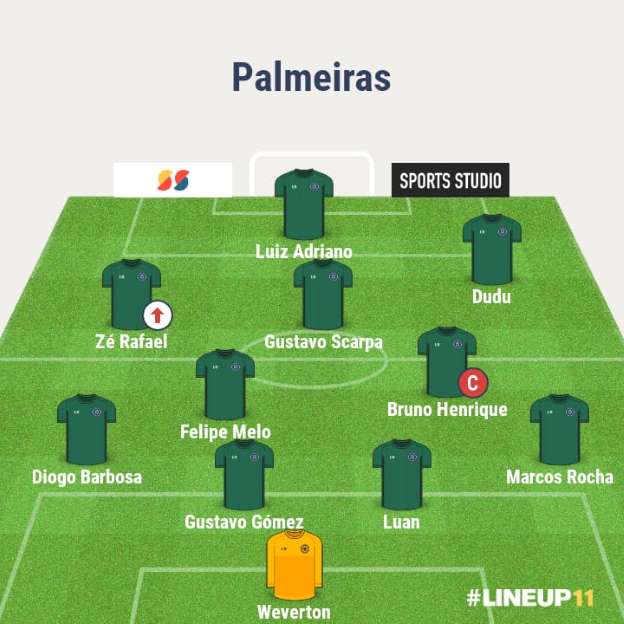 Palmeiras
SPORTS STUDIO
Luiz Adriano
Dudu
Zé Rafael
Gustavo Scarpa
C
Bruno Henrique
Felipe Melo
Diogo Barbosa
Marcos Rocha
Gustavo Gómez
Luan
Weverton
#LINEUP11